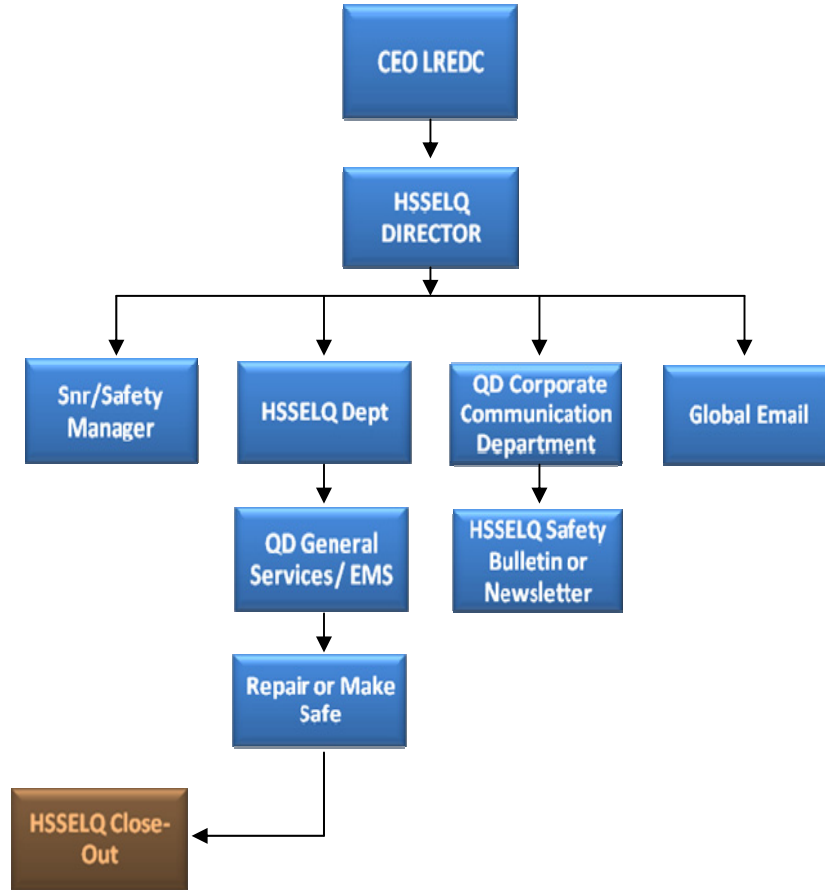 CEO LREDC
HSSELQ
DIRECTOR
Snr/Safety
Manager
HSSELQ Dept
QD Corporate
Communication
Department
Global Email
QD General
Services / EMS
HSSELQ Safety
Bulletin or
Newsletter
Repair or Make
Safe
HSSELQ Close-
Out